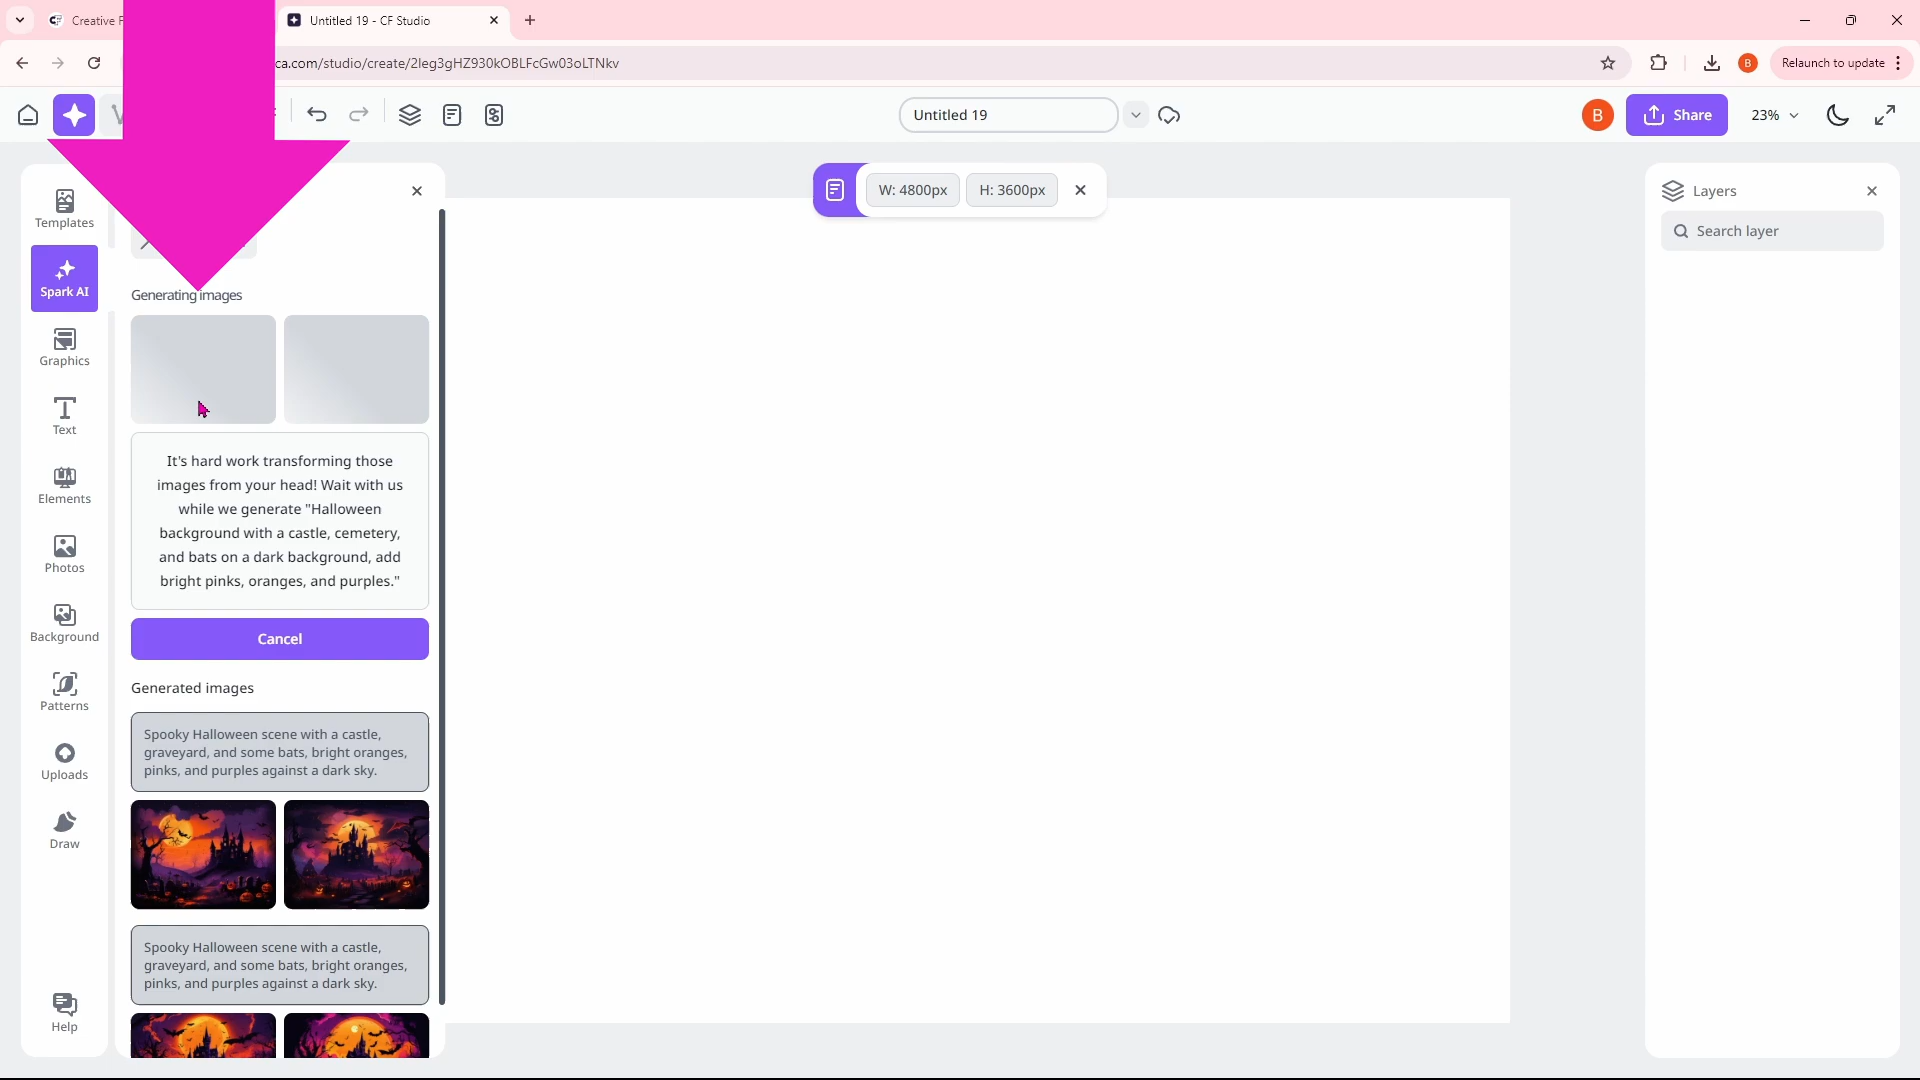 Creative F
Untitled 19 - CF Studio
ca.com/studio/create/2leg3gHZ930kOBLFcGw03oLTNkv
B
Relaunch to update
Untitled 19
B
Share
23%
W: 4800px
H: 3600px
Layers
Search layer
Templates
Spark AI
Graphics
Text
Elements
Photos
Background
Patterns
Uploads
Draw
Help
Generating images
It's hard work transforming those
images from your head! Wait with us
while we generate "Halloween
background with a castle, cemetery,
and bats on a dark background, add
bright pinks, oranges, and purples."
Cancel
Generated images
Spooky Halloween scene with a castle,
graveyard, and some bats, bright oranges,
pinks, and purples against a dark sky.
Spooky Halloween scene with a castle,
graveyard, and some bats, bright oranges,
pinks, and purples against a dark sky.